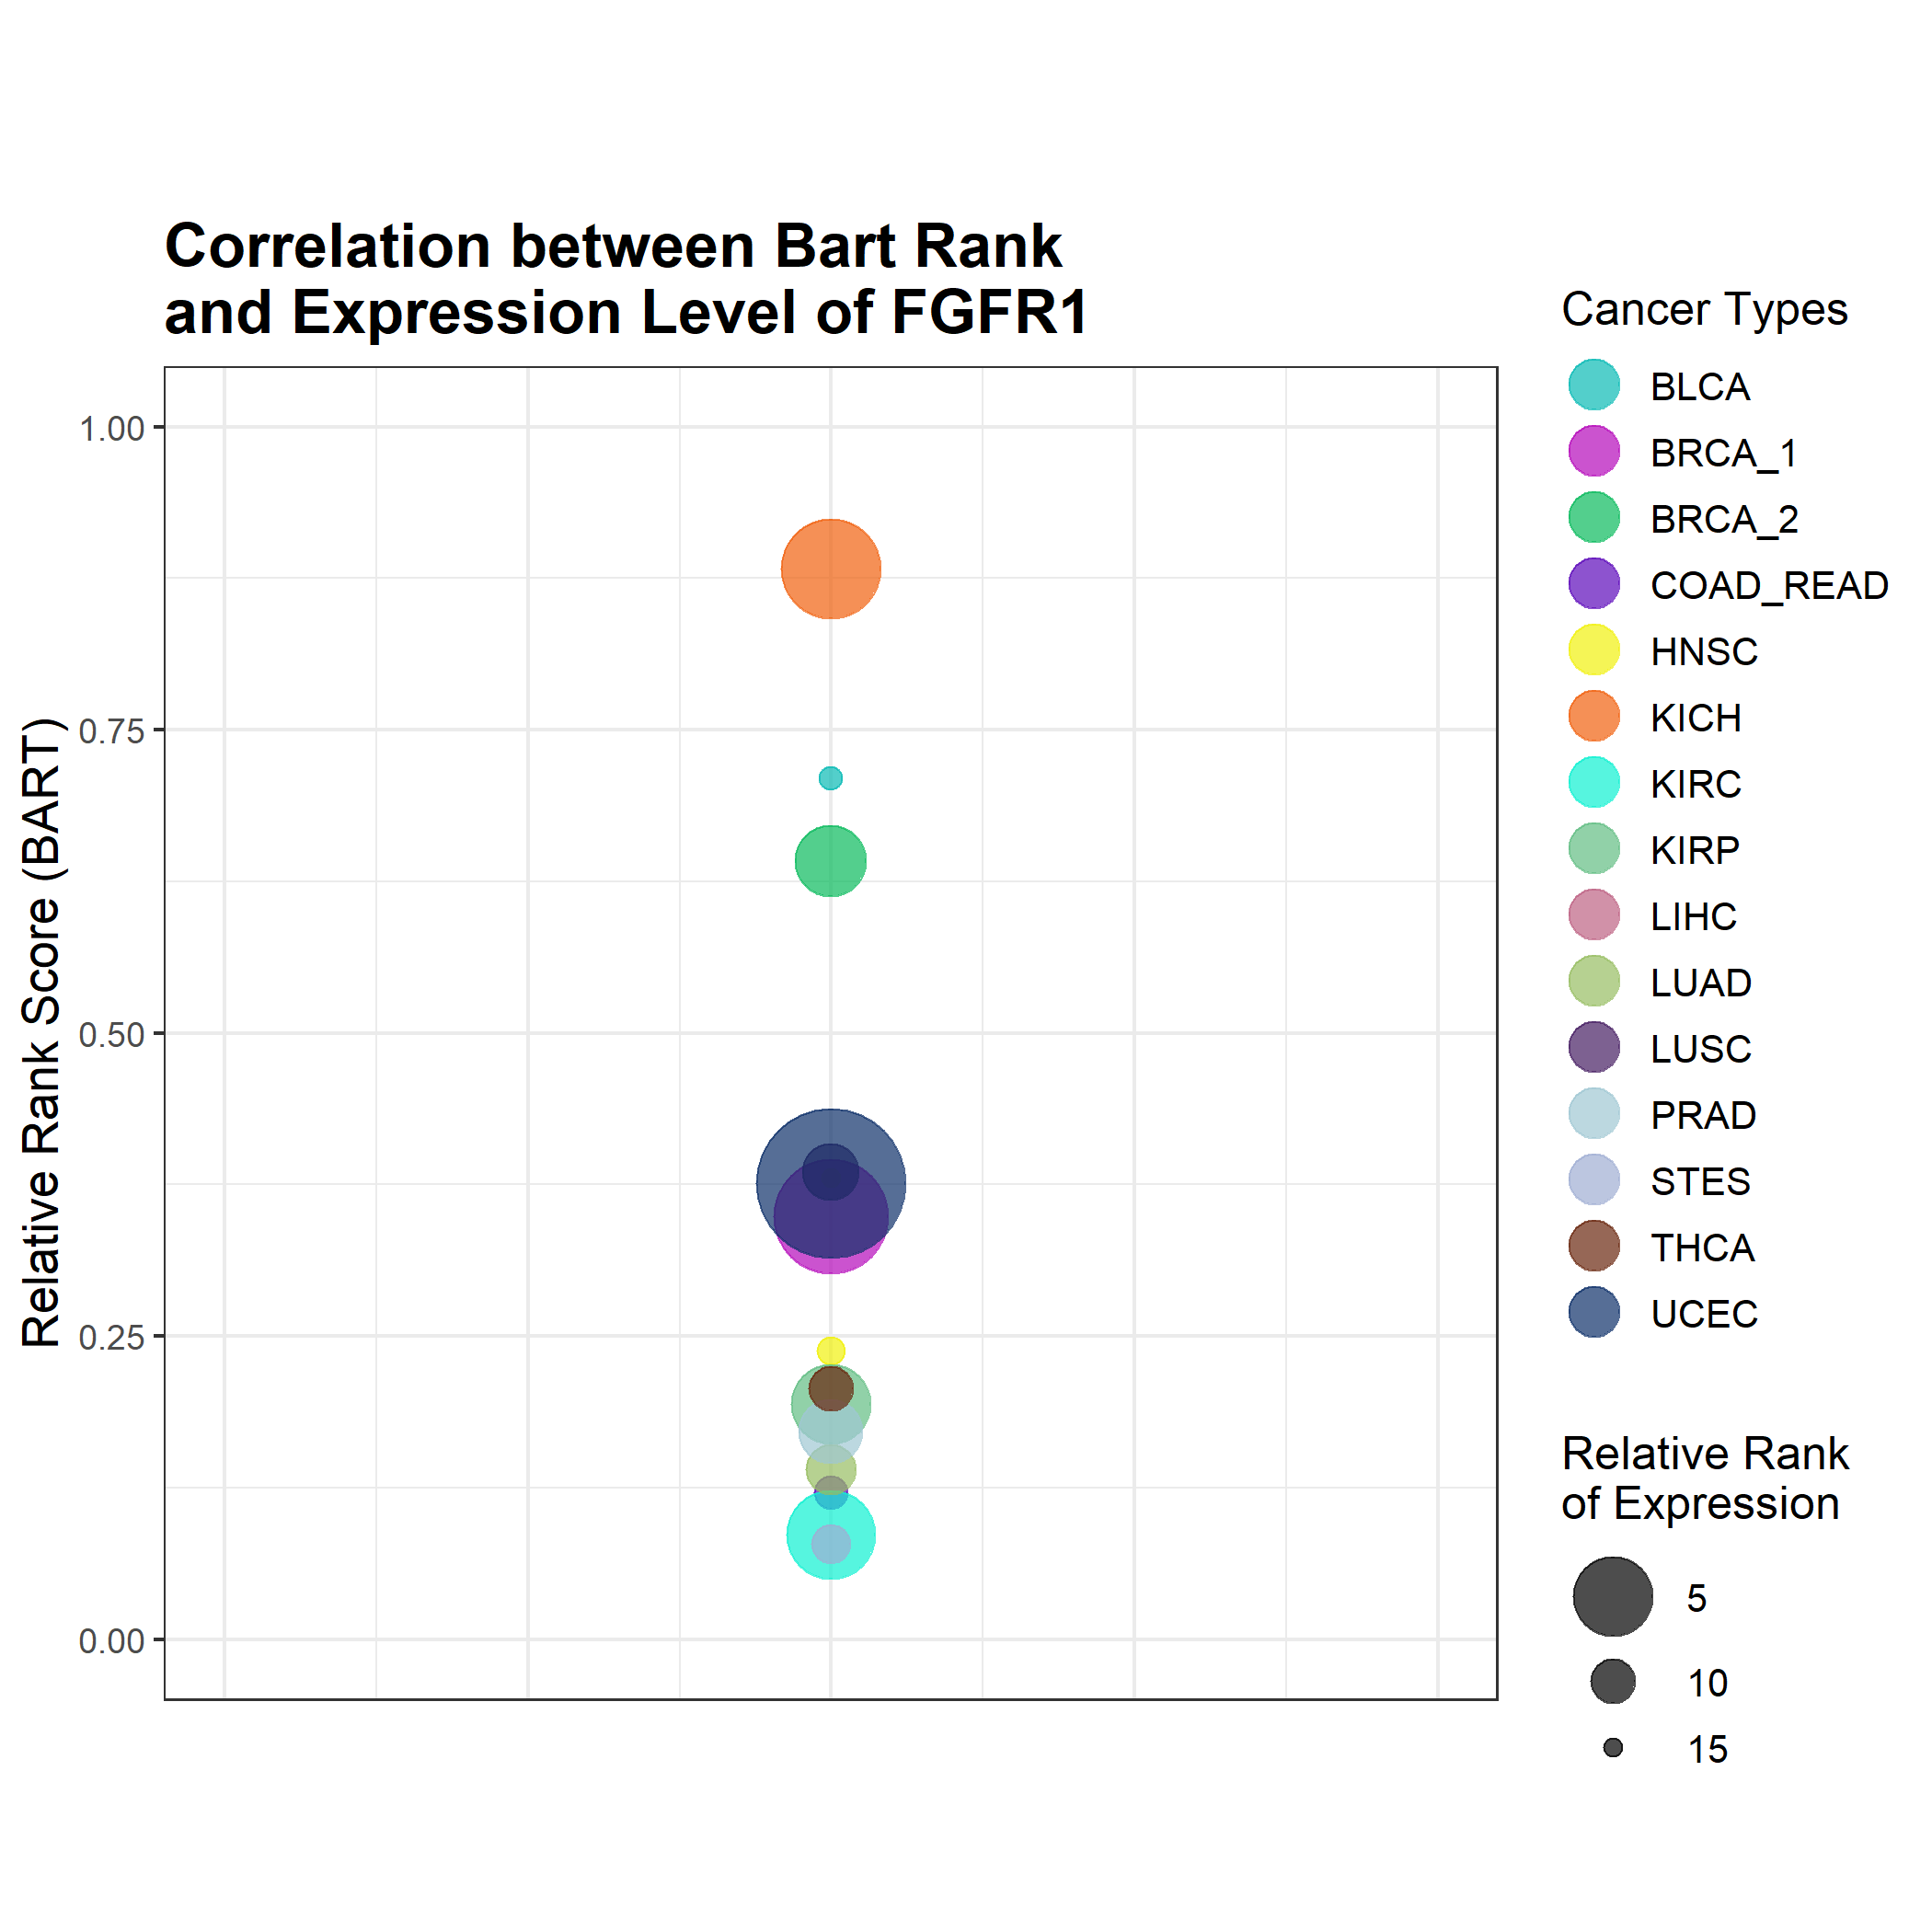 Correlation between Bart Rank
and Expression Level of FGFR1
Relative Rank Score (BART)
1.00
0.75
0.50
0.25
0.00
Cancer Types
BLCA
BRCA_1
BRCA_2
COAD_READ
HNSC
KICH
KIRC
KIRP
LIHC
LUAD
LUSC
PRAD
STES
THCA
UCEC
Relative Rank
of Expression
5
10
15